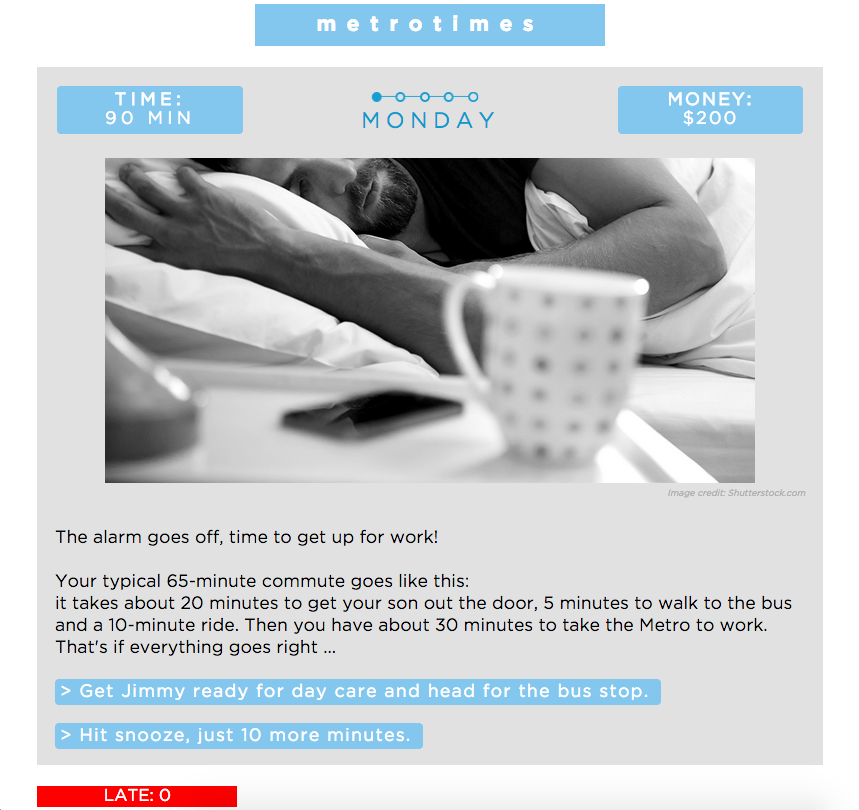 metrotimes
TIME:
90 MIN
MONDAY
MONEY:
$200
Image credit: Shutterstock.com
The alarm goes off, time to get up for work!
Your typical 65-minute commute goes like this:
it takes about 20 minutes to get your son out the door, 5 minutes to walk to the bus
and a 10-minute ride. Then you have about 30 minutes to take the Metro to work.
That's if everything goes right ...
> Get Jimmy ready for day care and head for the bus stop.
> Hit snooze, just 10 more minutes.
LATE: 0